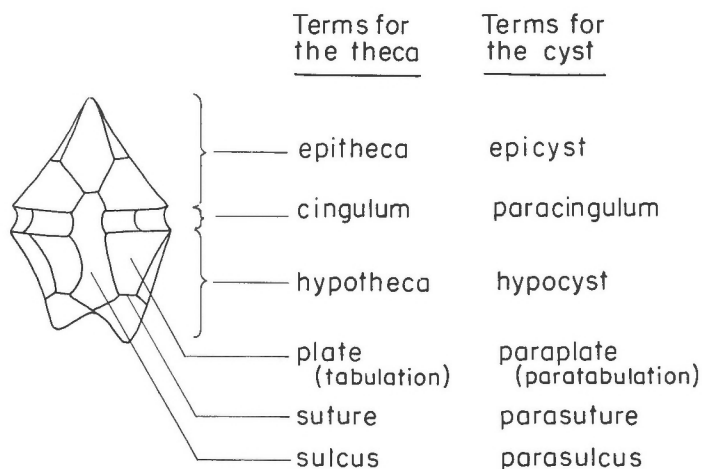 Terms for the theca
Terms for the cyst
epitheca epicyst
cingulum paracingulum
hypotheca hypocyst
plate paraplate
(tabulation) (paratabulation)
suture parasuture
sulcus parasulcus